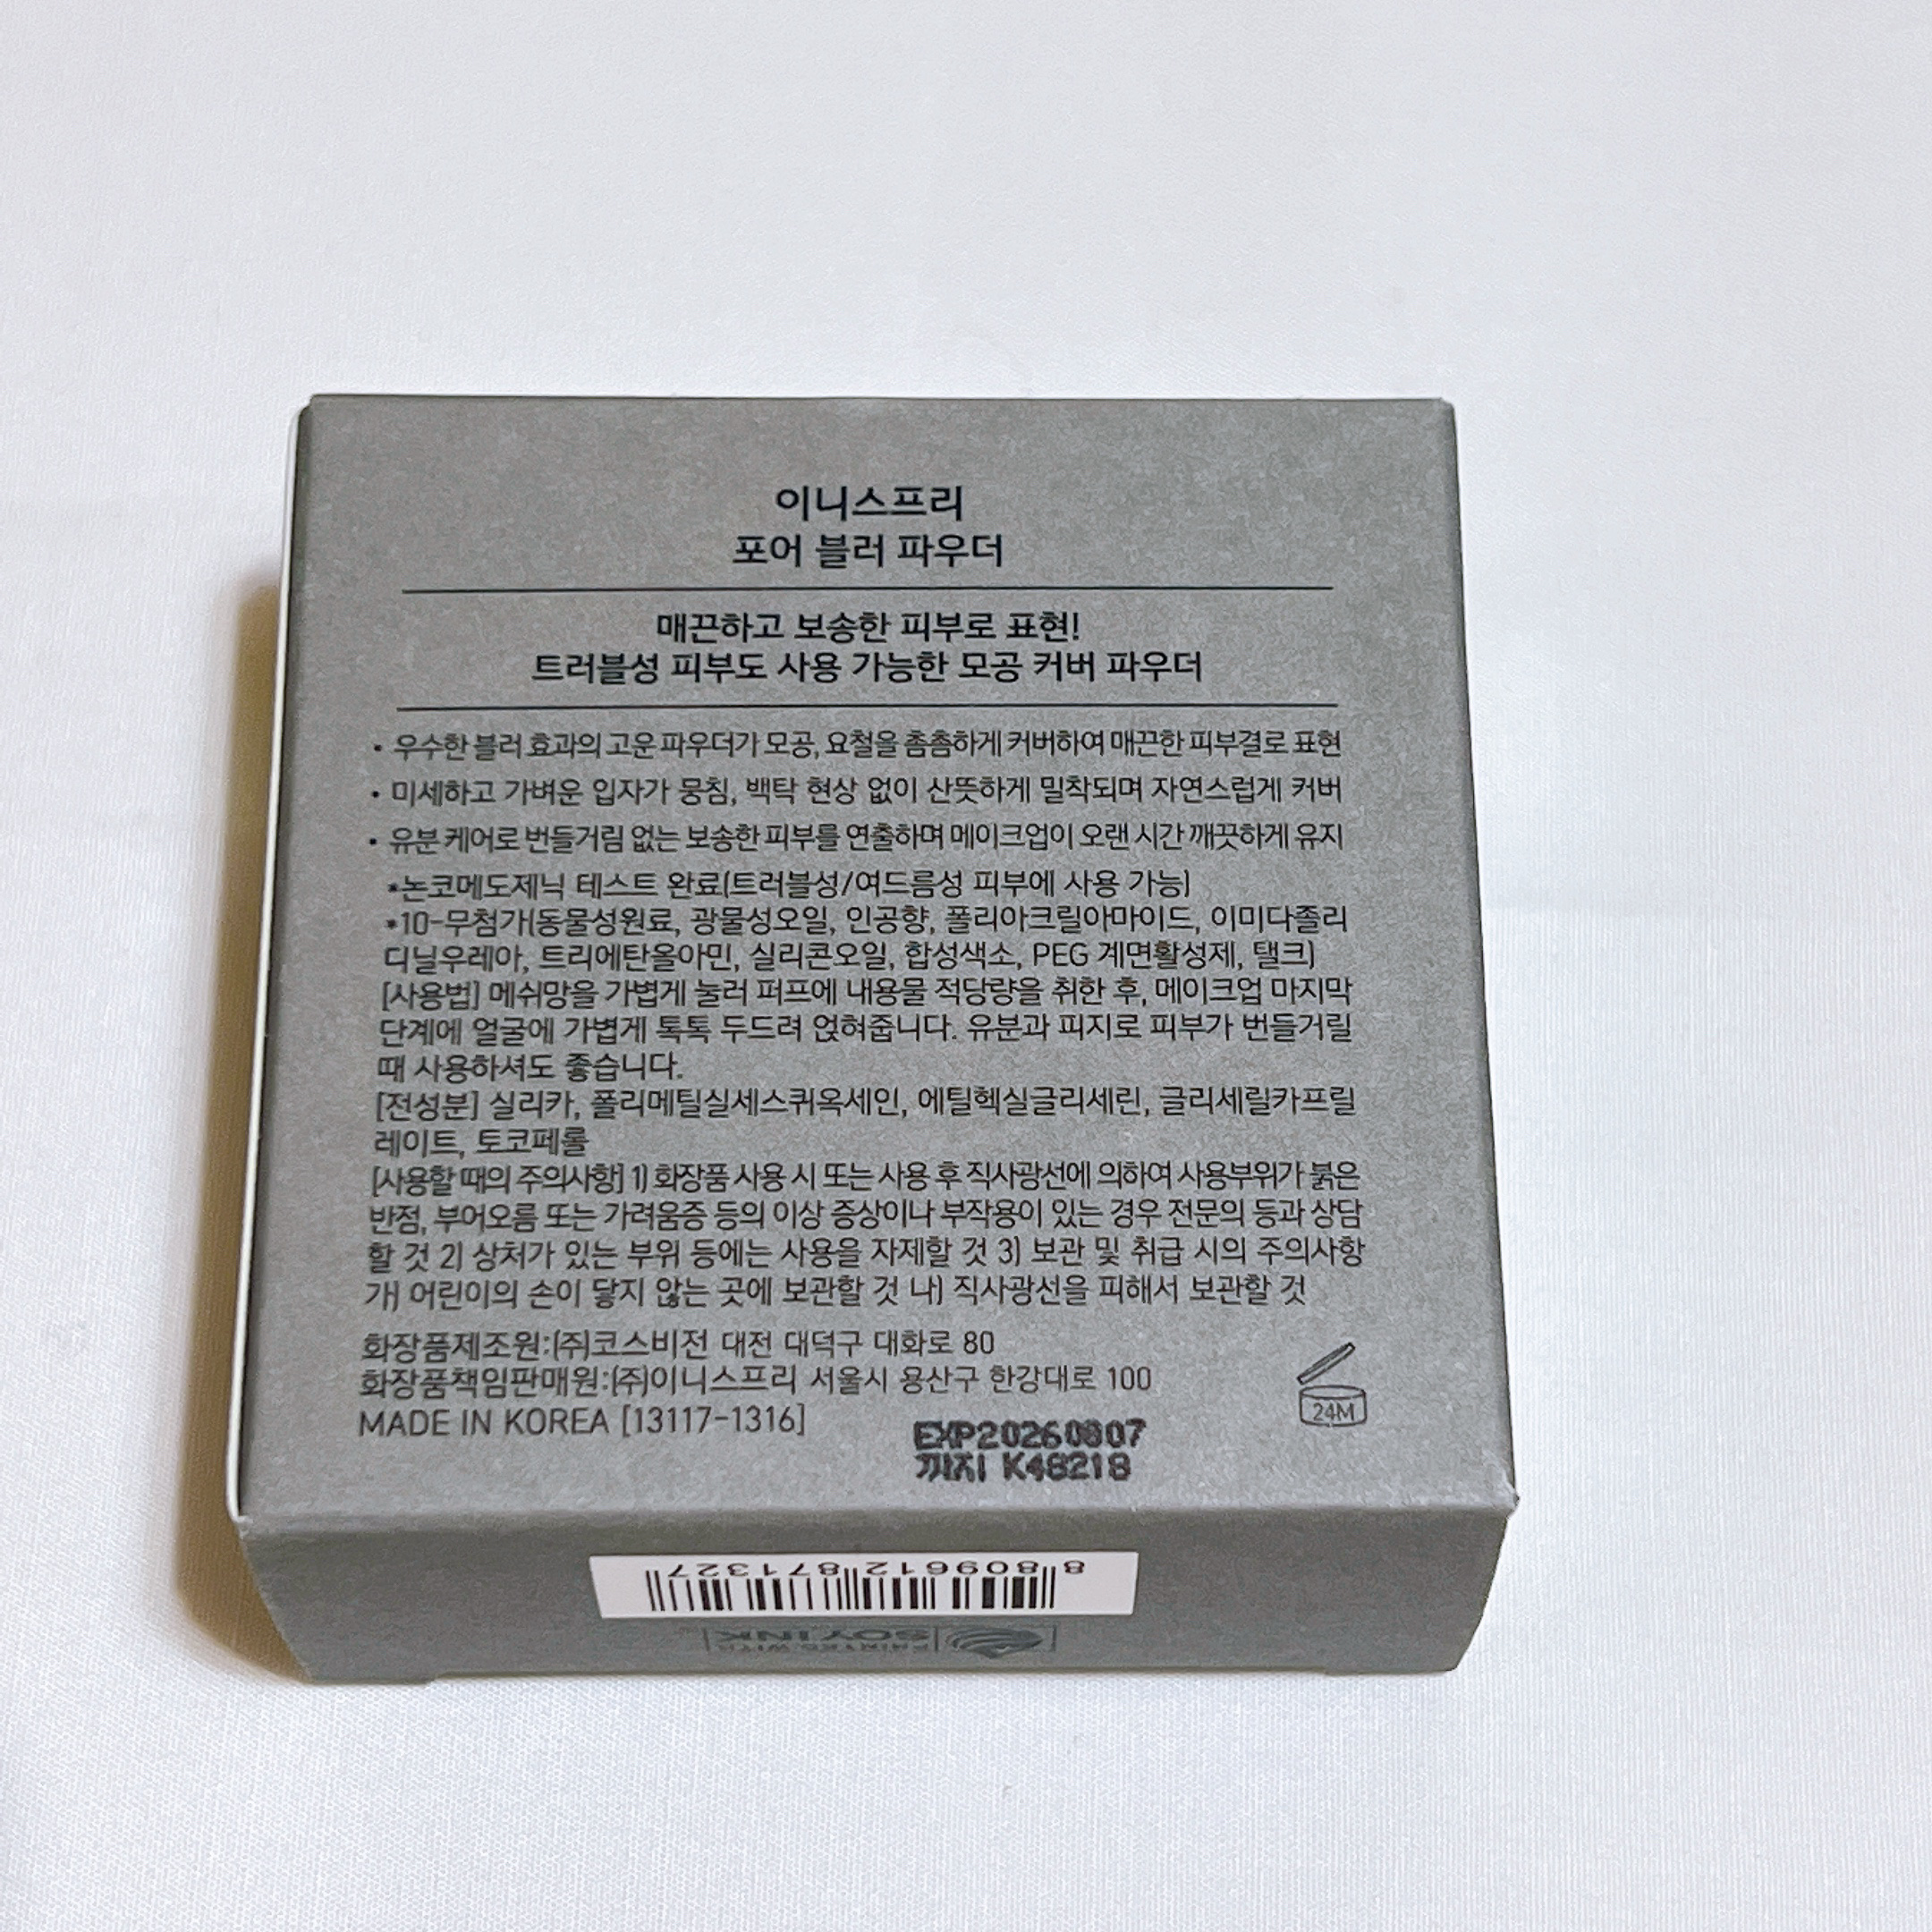 이니스프리
포어 블러 파우더
매끈하고 보송한 피부로 표현!
트러블성 피부도 사용 가능한 모공 커버 파우더
• 우수한 블러 효과의 고운 파우더가 모공, 요철을 촘촘하게 커버하여 매끈한 피부결로 표현
• 미세하고 가벼운 입자가 뭉침, 백탁 현상 없이 산뜻하게 밀착되며 자연스럽게 커버
• 유분 케어로 번들거림 없는 보송한 피부를 연출하며 메이크업이 오랜 시간 깨끗하게 유지
*논코메도제닉 테스트 완료(트러블성/여드름성 피부에 사용 가능)
*10-무첨가(동물성원료, 광물성오일, 인공향, 폴리아크릴아마이드, 이미다졸리
디닐우레아, 트리에탄올아민, 실리콘오일, 합성색소, PEG 계면활성제, 탤크)
[사용법] 메쉬망을 가볍게 눌러 퍼프에 내용물 적당량을 취한 후, 메이크업 마지막
단계에 얼굴에 가볍게 톡톡 두드려 얹혀줍니다. 유분과 피지로 피부가 번들거릴
때 사용하셔도 좋습니다.
[전성분] 실리카, 폴리메틸실세스퀴옥세인, 에틸헥실글리세린, 글리세릴카프릴
레이트, 토코페롤
[사용할 때의 주의사항] 1) 화장품 사용 시 또는 사용 후 직사광선에 의하여 사용부위가 붉은
반점, 부어오름 또는 가려움증 등의 이상 증상이나 부작용이 있는 경우 전문의 등과 상담
할 것 2) 상처가 있는 부위 등에는 사용을 자제할 것 3) 보관 및 취급 시의 주의사항
가) 어린이의 손이 닿지 않는 곳에 보관할 것 나) 직사광선을 피해서 보관할 것
화장품제조원:(주)코스비전 대전 대덕구 대화로 80
화장품책임판매원:(주)이니스프리 서울시 용산구 한강대로 100
MADE IN KOREA [13117-1316]
24M
EXP20260807
까지 K48218
8 809612 871327
PRINTED WITH
SOY INK